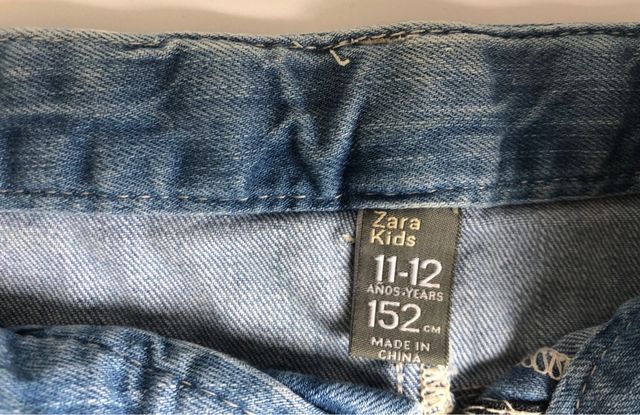 Zara
Kids
11-12
AÑOS·YEARS
152 CM
MADE IN
CHINA